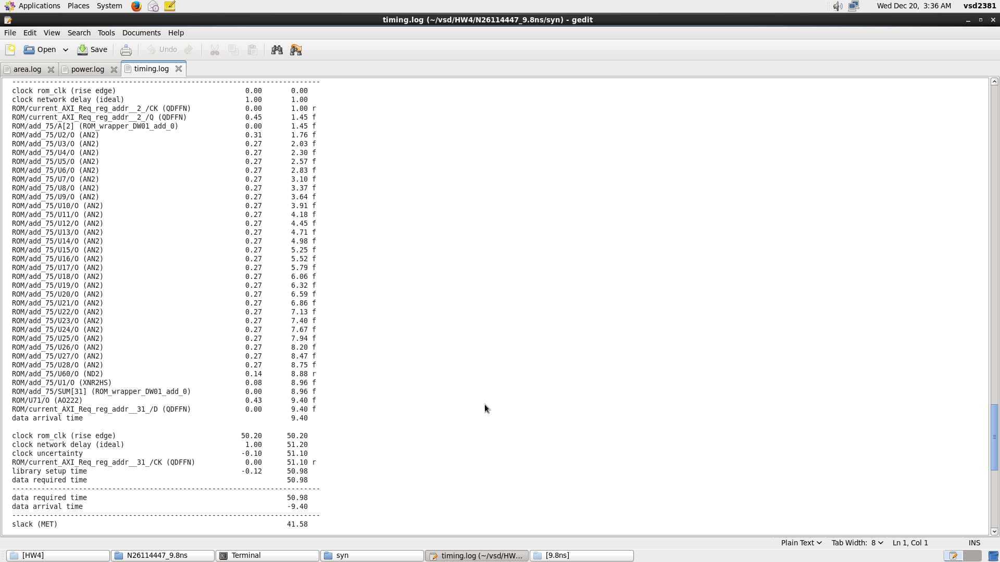 Applications Places System Wed Dec 20, 3:36 AM vsd2381
timing.log (~/vsd/HW4/N26114447_9.8ns/syn) - gedit
File Edit View Search Tools Documents Help
Open Save Undo
area.log power.log timing.log
--------------------------------------------------------------------------
clock rom_clk (rise edge) 0.00 0.00
clock network delay (ideal) 1.00 1.00
ROM/current_AXI_Req_reg_addr__2_/CK (QDFFN) 0.00 1.00 r
ROM/current_AXI_Req_reg_addr__2_/Q (QDFFN) 0.45 1.45 f
ROM/add_75/A[2] (ROM_wrapper_DW01_add_0) 0.00 1.45 f
ROM/add_75/U2/O (AN2) 0.31 1.76 f
ROM/add_75/U3/O (AN2) 0.27 2.03 f
ROM/add_75/U4/O (AN2) 0.27 2.30 f
ROM/add_75/U5/O (AN2) 0.27 2.57 f
ROM/add_75/U6/O (AN2) 0.27 2.83 f
ROM/add_75/U7/O (AN2) 0.27 3.10 f
ROM/add_75/U8/O (AN2) 0.27 3.37 f
ROM/add_75/U9/O (AN2) 0.27 3.64 f
ROM/add_75/U10/O (AN2) 0.27 3.91 f
ROM/add_75/U11/O (AN2) 0.27 4.18 f
ROM/add_75/U12/O (AN2) 0.27 4.45 f
ROM/add_75/U13/O (AN2) 0.27 4.71 f
ROM/add_75/U14/O (AN2) 0.27 4.98 f
ROM/add_75/U15/O (AN2) 0.27 5.25 f
ROM/add_75/U16/O (AN2) 0.27 5.52 f
ROM/add_75/U17/O (AN2) 0.27 5.79 f
ROM/add_75/U18/O (AN2) 0.27 6.06 f
ROM/add_75/U19/O (AN2) 0.27 6.32 f
ROM/add_75/U20/O (AN2) 0.27 6.59 f
ROM/add_75/U21/O (AN2) 0.27 6.86 f
ROM/add_75/U22/O (AN2) 0.27 7.13 f
ROM/add_75/U23/O (AN2) 0.27 7.40 f
ROM/add_75/U24/O (AN2) 0.27 7.67 f
ROM/add_75/U25/O (AN2) 0.27 7.94 f
ROM/add_75/U26/O (AN2) 0.27 8.20 f
ROM/add_75/U27/O (AN2) 0.27 8.47 f
ROM/add_75/U28/O (AN2) 0.27 8.75 f
ROM/add_75/U60/O (ND2) 0.14 8.88 r
ROM/add_75/U1/O (XNR2HS) 0.08 8.96 f
ROM/add_75/SUM[31] (ROM_wrapper_DW01_add_0) 0.00 8.96 f
ROM/U71/O (AO222) 0.43 9.40 f
ROM/current_AXI_Req_reg_addr__31_/D (QDFFN) 0.00 9.40 f
data arrival time 9.40
clock rom_clk (rise edge) 50.20 50.20
clock network delay (ideal) 1.00 51.20
clock uncertainty -0.10 51.10
ROM/current_AXI_Req_reg_addr__31_/CK (QDFFN) 0.00 51.10 r
library setup time -0.12 50.98
data required time 50.98
--------------------------------------------------------------------------
data required time 50.98
data arrival time -9.40
--------------------------------------------------------------------------
slack (MET) 41.58
Plain Text Tab Width: 8 Ln 1, Col 1 INS
[HW4] N26114447_9.8ns Terminal syn timing.log (~/vsd/HW... [9.8ns]